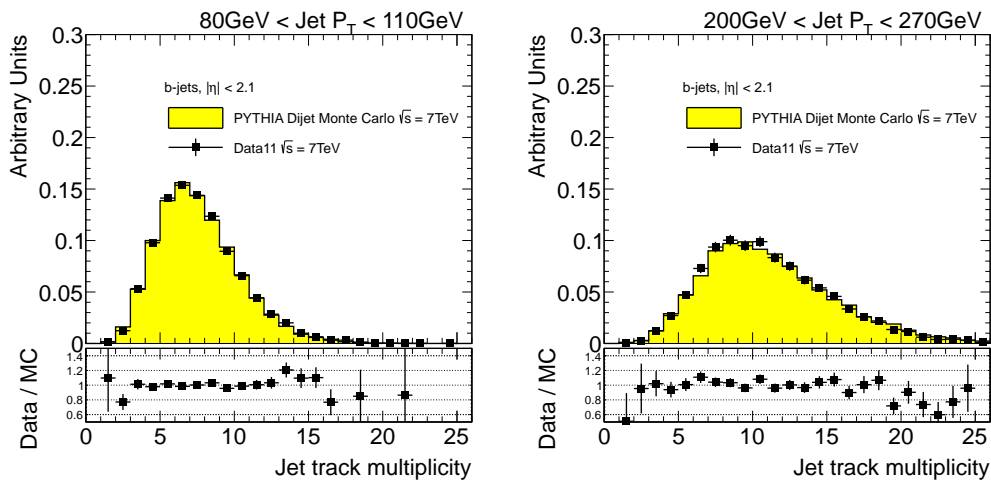 80GeV < Jet P_T < 110GeV
Arbitrary Units
0.3
0.25
0.2
0.15
0.1
0.05
0
b-jets, |η| < 2.1
PYTHIA Dijet Monte Carlo √s = 7TeV
Data11 √s = 7TeV
Data / MC
1.4
1.2
1
0.8
0.6
0 5 10 15 20 25
Jet track multiplicity
200GeV < Jet P_T < 270GeV
Arbitrary Units
0.3
0.25
0.2
0.15
0.1
0.05
0
b-jets, |η| < 2.1
PYTHIA Dijet Monte Carlo √s = 7TeV
Data11 √s = 7TeV
Data / MC
1.4
1.2
1
0.8
0.6
0 5 10 15 20 25
Jet track multiplicity